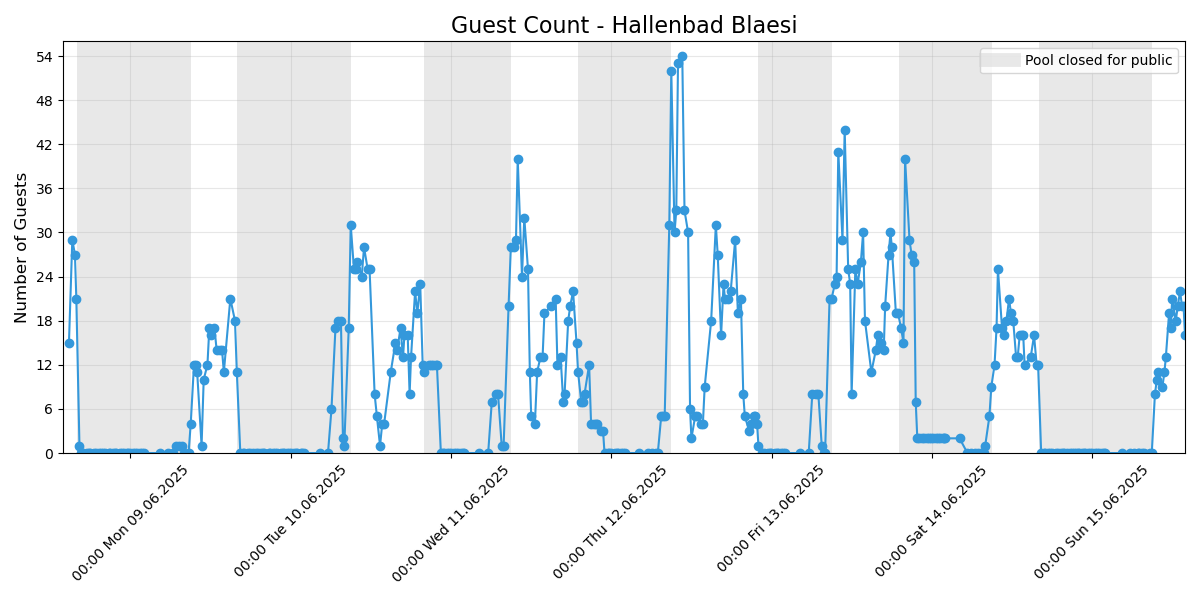 Guest Count - Hallenbad Blaesi
Pool closed for public
Number of Guests
54
48
42
36
30
24
18
12
6
0
00:00 Mon 09.06.2025
00:00 Tue 10.06.2025
00:00 Wed 11.06.2025
00:00 Thu 12.06.2025
00:00 Fri 13.06.2025
00:00 Sat 14.06.2025
00:00 Sun 15.06.2025